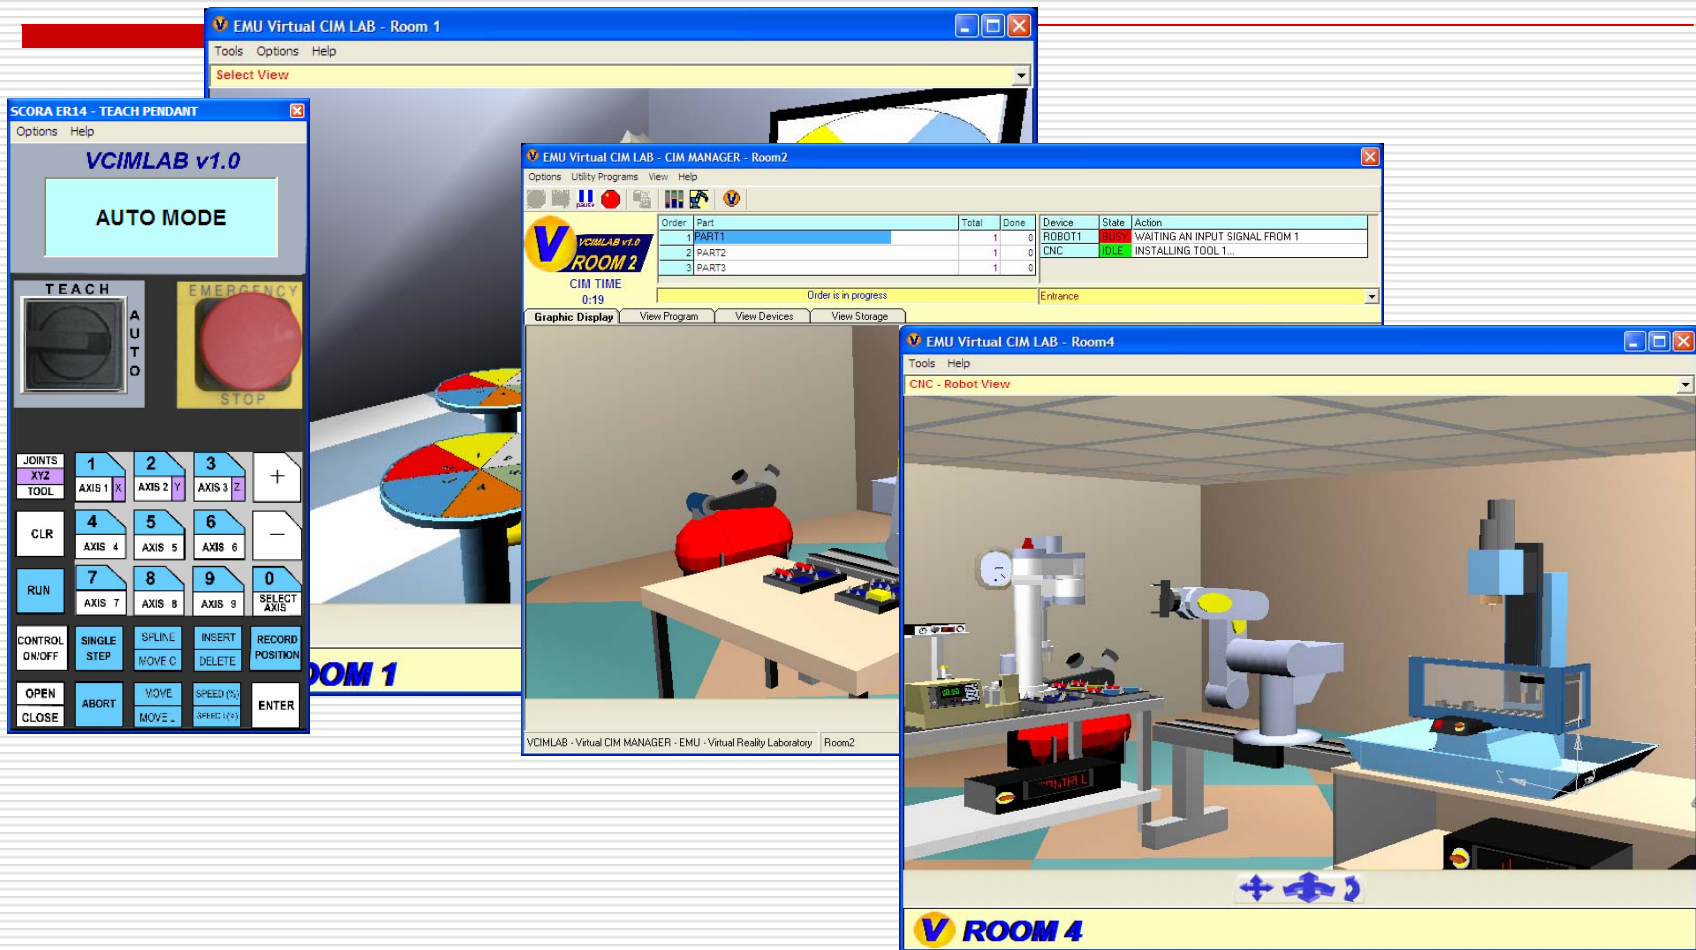 EMU Virtual CIM LAB - Room 1
Tools Options Help
Select View
SCORA ER14 - TEACH PENDANT
Options Help
VCIMLAB v1.0
AUTO MODE
TEACH
AUTO
EMERGENCY
STOP
JOINTS
XYZ
TOOL
1
AXIS 1 X
2
AXIS 2 Y
3
AXIS 3 Z
+
CLR
4
AXIS 4
5
AXIS 5
6
AXIS 6
−
RUN
7
AXIS 7
8
AXIS 8
9
AXIS 9
0
SELECT
AXIS
CONTROL
ON/OFF
SINGLE
STEP
SPLINE
MOVE C
INSERT
DELETE
RECORD
POSITION
OPEN
CLOSE
ABORT
MOVE
MOVE L
SPEED (%)
ENTER
OOM 1
EMU Virtual CIM LAB - CIM MANAGER - Room2
Options Utility Programs View Help
pause
V VCIMLAB v1.0
ROOM 2
CIM TIME
0:19
Order Part Total Done
1 PART1 1 0
2 PART2 1 0
3 PART3 1 0
Device State Action
ROBOT1 BUSY WAITING AN INPUT SIGNAL FROM 1
CNC IDLE INSTALLING TOOL 1...
Order is in progress
Entrance
Graphic Display View Program View Devices View Storage
VCIMLAB - Virtual CIM MANAGER - EMU - Virtual Reality Laboratory Room2
EMU Virtual CIM LAB - Room4
Tools Help
CNC - Robot View
V ROOM 4